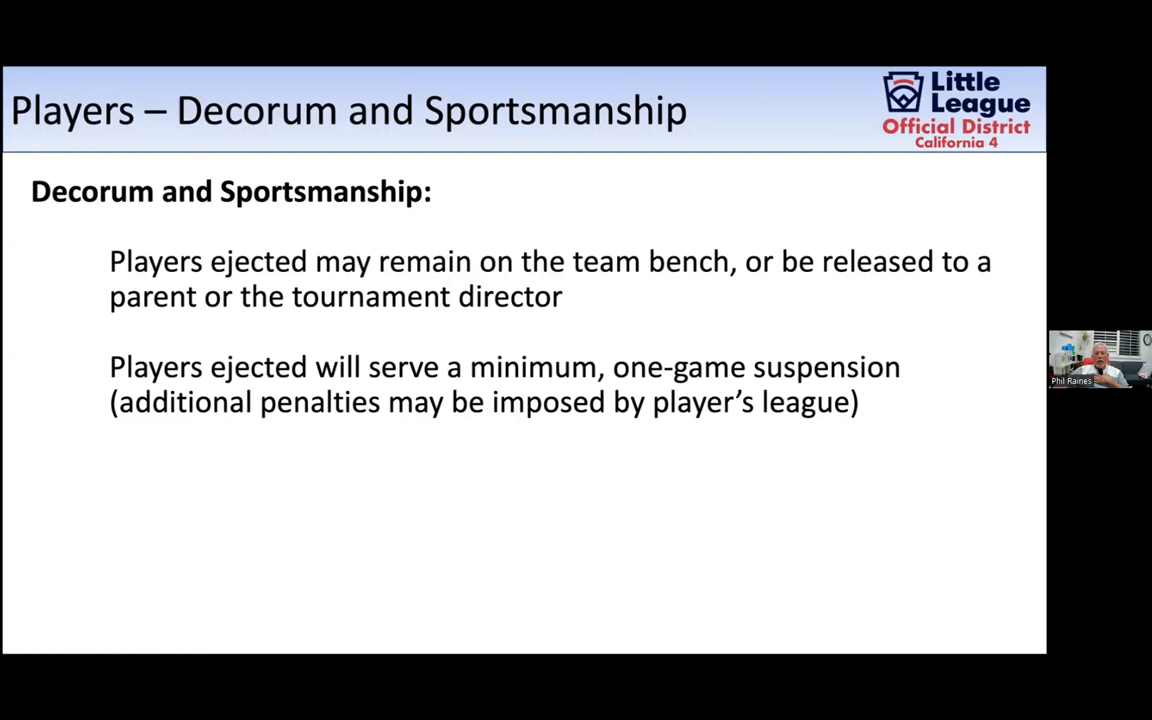 Players – Decorum and Sportsmanship
Little
League
Official District
California 4
Decorum and Sportsmanship:
Players ejected may remain on the team bench, or be released to a
parent or the tournament director
Players ejected will serve a minimum, one-game suspension
(additional penalties may be imposed by player’s league)
Phil Raines